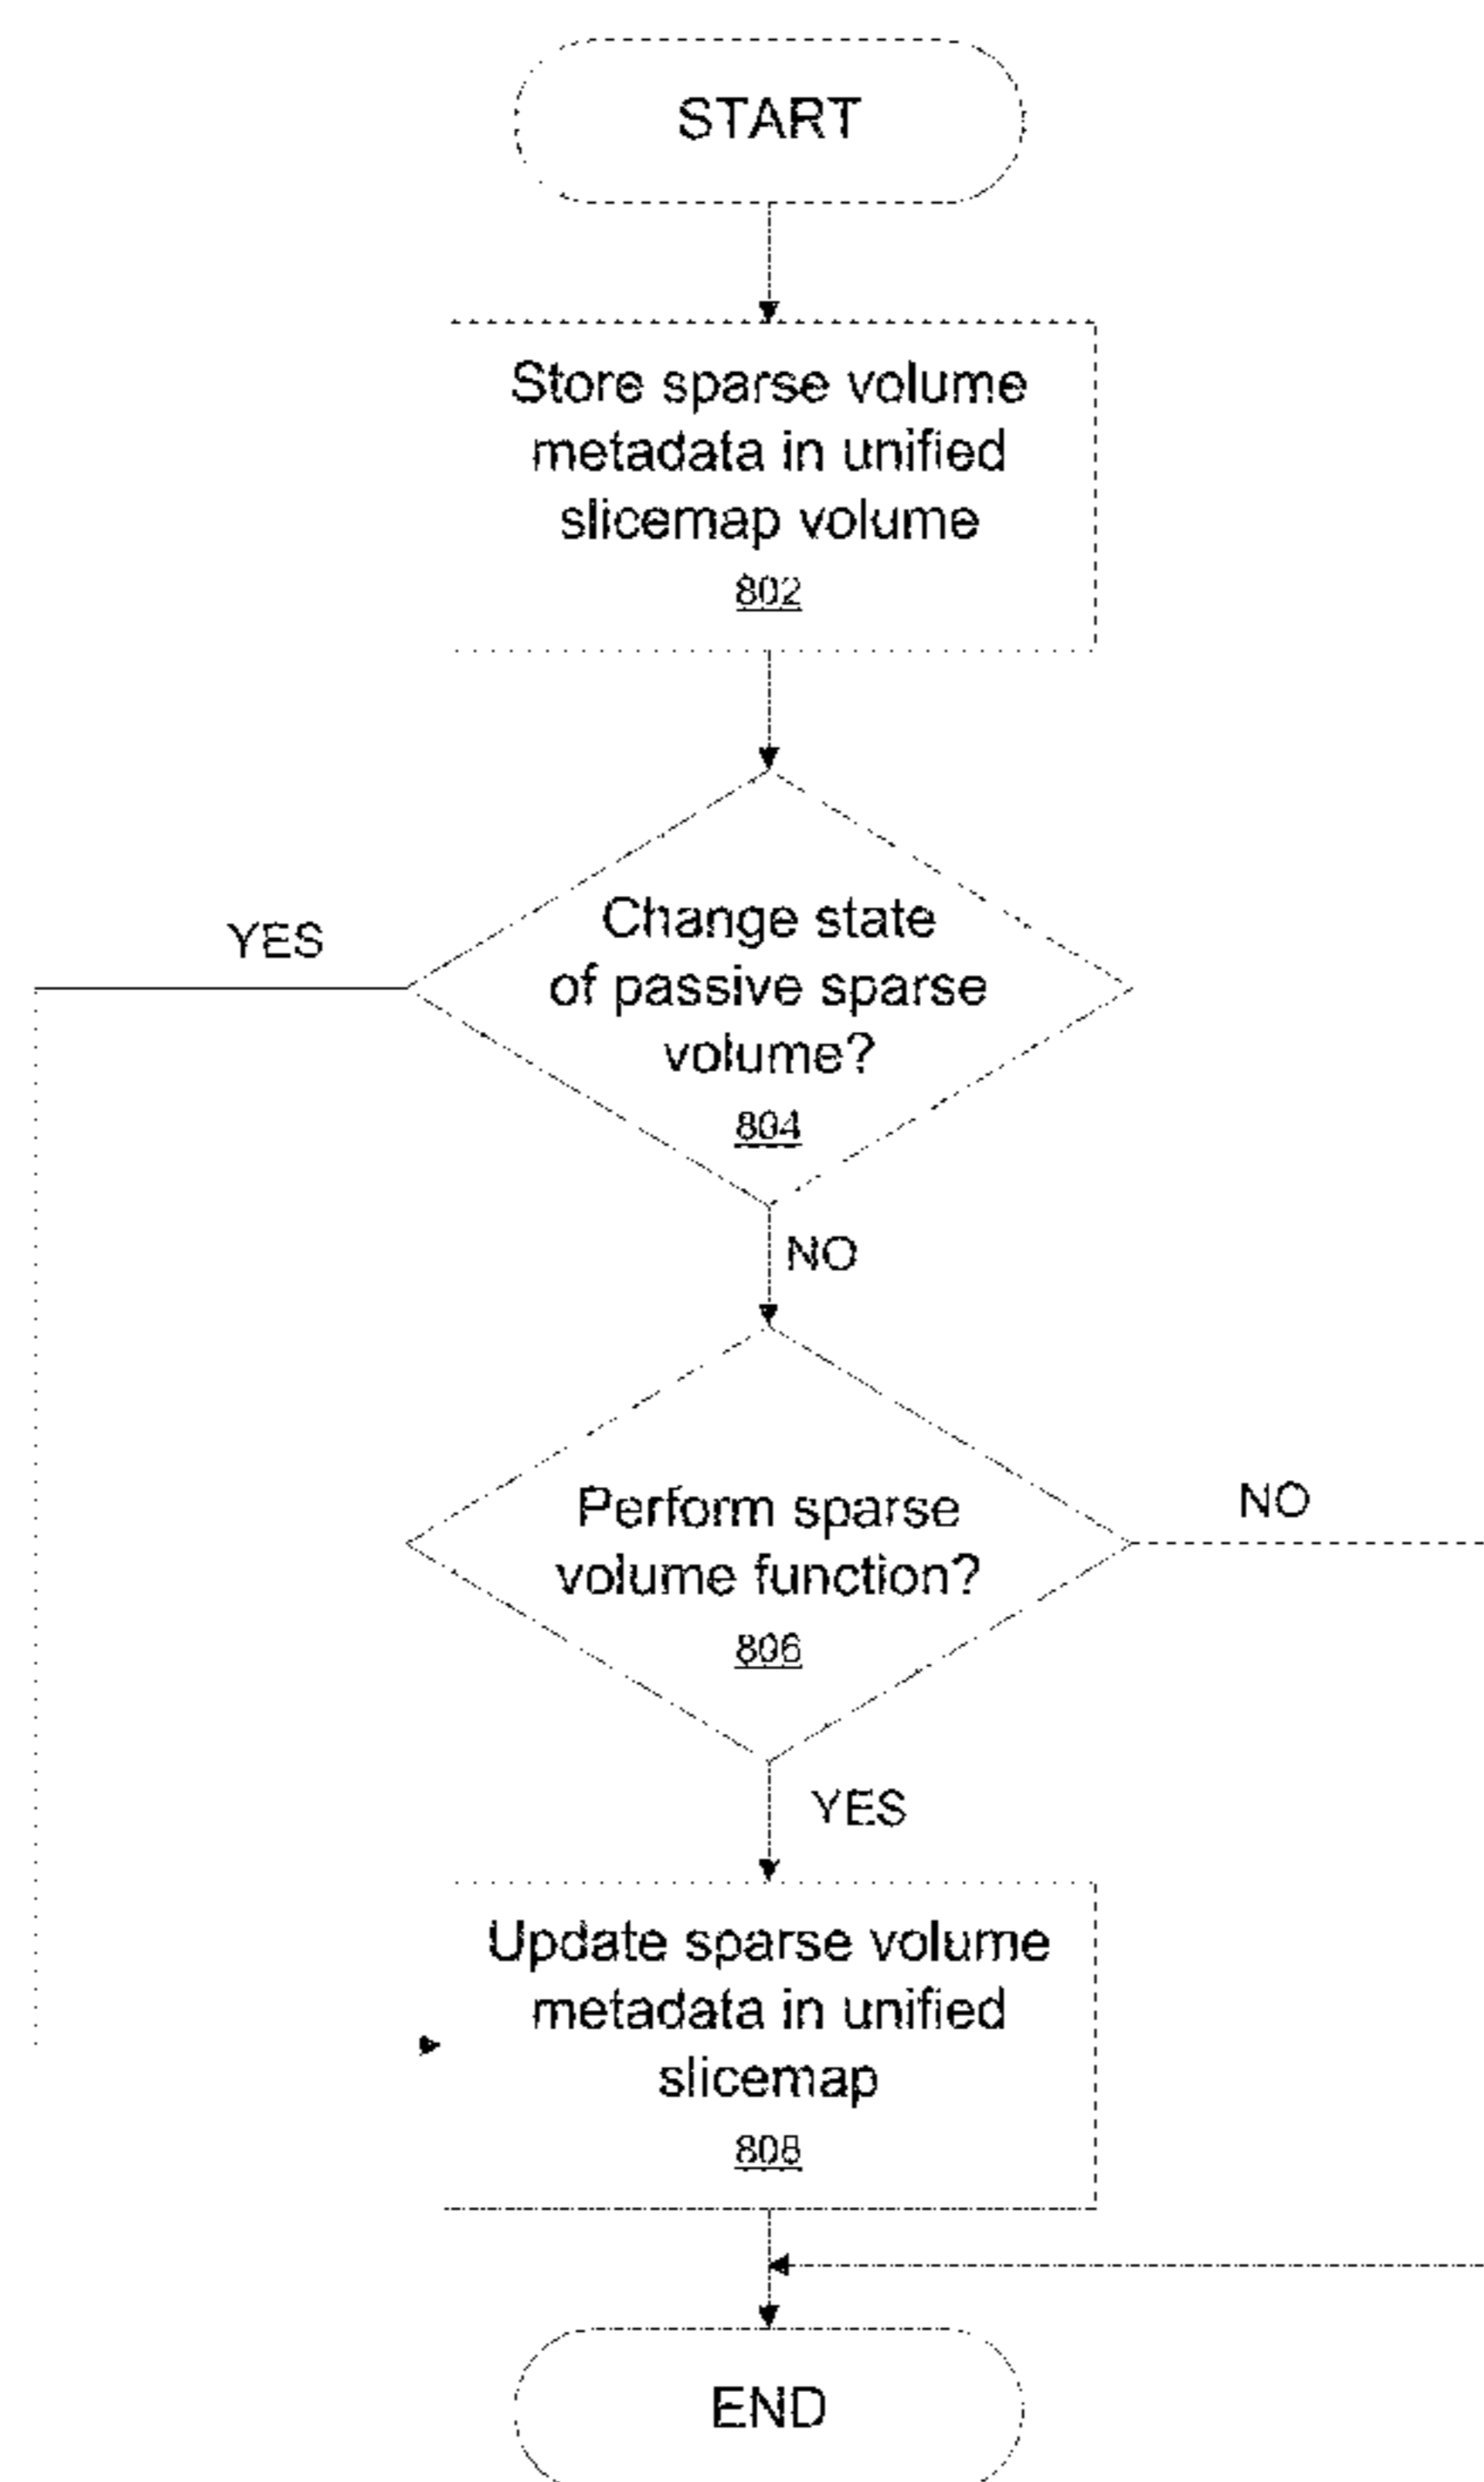 START
Store sparse volume
metadata in unified
slicemap volume
802
YES
Change state
of passive sparse
volume?
804
NO
Perform sparse
volume function?
806
NO
YES
Update sparse volume
metadata in unified
slicemap
808
END